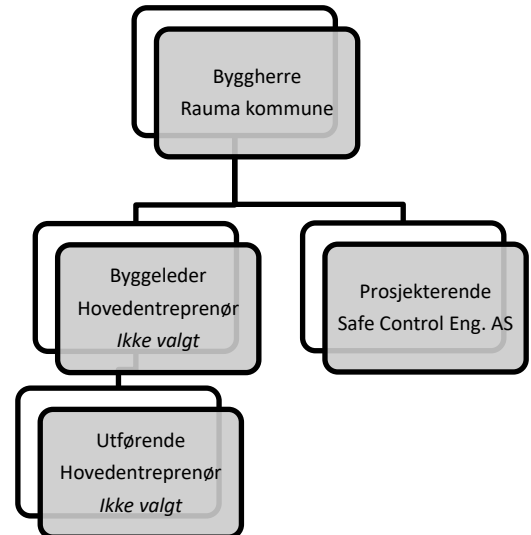 Byggherre
Rauma kommune
Byggeleder
Hovedentreprenør
Ikke valgt
Prosjekterende
Safe Control Eng. AS
Utførende
Hovedentreprenør
Ikke valgt